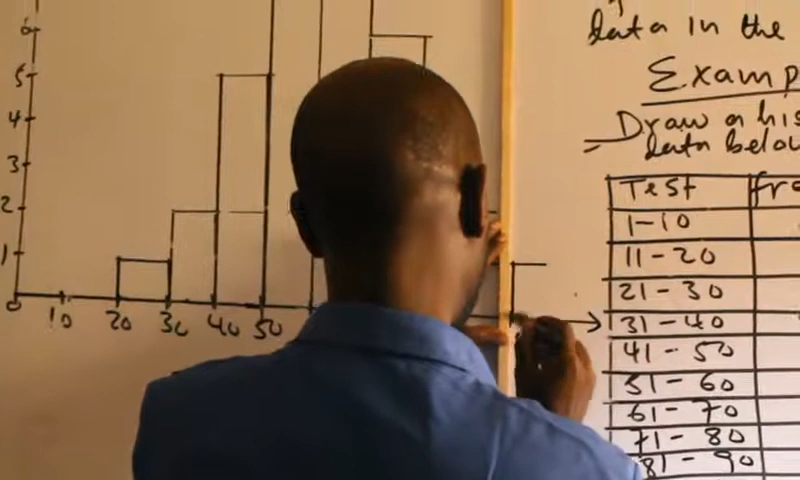 data in the
Examp
Draw a his
data below
Test fre
1-10
11-20
21-30
31-40
41-50
51-60
61-70
71-80
81-90
6
5
4
3
2
1
0 10 20 30 40 50